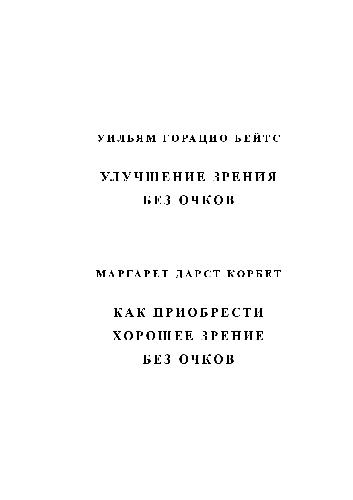 УИЛЬЯМ ГОРАЦИО БЕЙТС
УЛУЧШЕНИЕ ЗРЕНИЯ
БЕЗ ОЧКОВ
МАРГАРЕТ ДАРСТ КОРБЕТ
КАК ПРИОБРЕСТИ
ХОРОШЕЕ ЗРЕНИЕ
БЕЗ ОЧКОВ